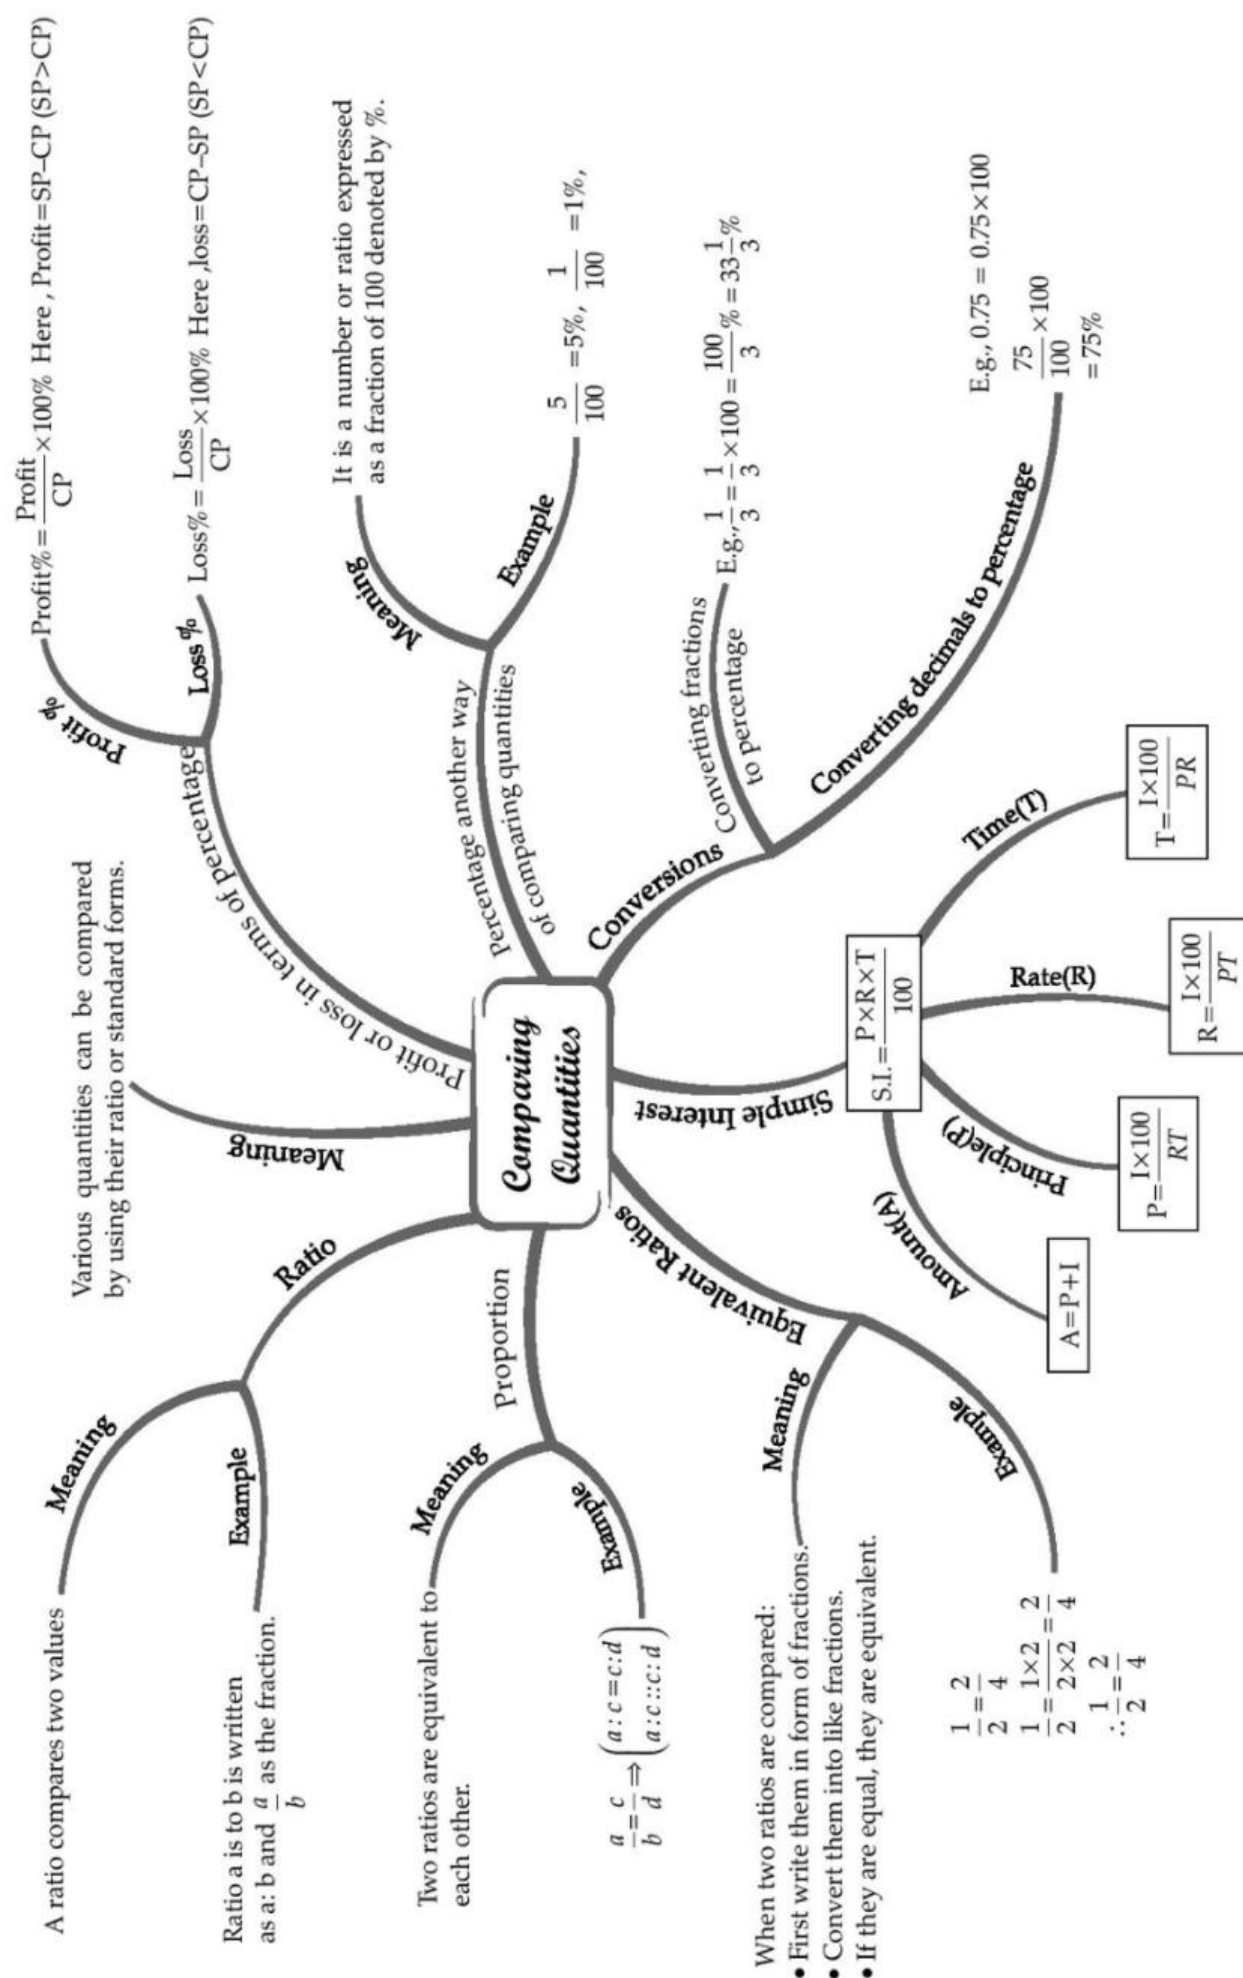 Comparing
Quantities
Meaning
Various quantities can be compared
by using their ratio or standard forms.
Ratio
Meaning
A ratio compares two values
Example
Ratio a is to b is written
as a: b and a/b as the fraction.
Proportion
Meaning
Two ratios are equivalent to
each other.
Example
a/b = c/d ⇒ (a : c = c : d
a : c :: c : d)
Equivalent Ratios
Meaning
When two ratios are compared:
• First write them in form of fractions.
• Convert them into like fractions.
• If they are equal, they are equivalent.
Example
1/2 = 2/4
1/2 = 1×2/2×2 = 2/4
∴ 1/2 = 2/4
Simple Interest
S.I. = P×R×T/100
Amount(A)
A=P+I
Principle(P)
P= I×100/RT
Rate(R)
R= I×100/PT
Time(T)
T= I×100/PR
Conversions
Converting fractions
to percentage
E.g., 1/3 = 1/3 ×100 = 100/3 % = 33 1/3 %
Converting decimals to percentage
E.g., 0.75 = 0.75×100
75/100 ×100
=75%
Percentage another way
of comparing quantities
Meaning
It is a number or ratio expressed
as a fraction of 100 denoted by %.
Example
5/100 =5%, 1/100 =1%,
Profit or loss in terms of percentage
Profit %
Profit% = Profit/CP ×100% Here , Profit=SP–CP (SP>CP)
Loss %
Loss% = Loss/CP ×100% Here ,loss=CP–SP (SP<CP)